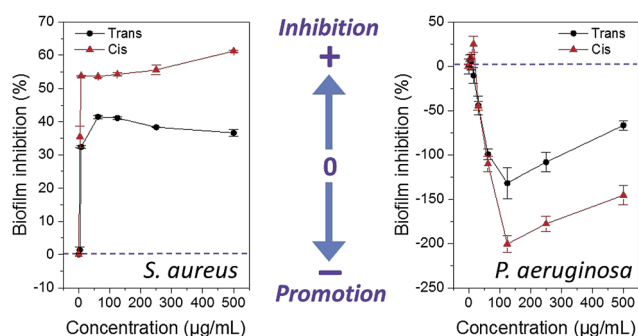 Biofilm inhibition (%)
70
60
50
40
30
20
10
0
-10
Trans
Cis
S. aureus
0 100 200 300 400 500
Concentration (µg/mL)
Inhibition
+
0
−
Promotion
Biofilm inhibition (%)
50
0
-50
-100
-150
-200
-250
Trans
Cis
P. aeruginosa
0 100 200 300 400 500
Concentration (µg/mL)